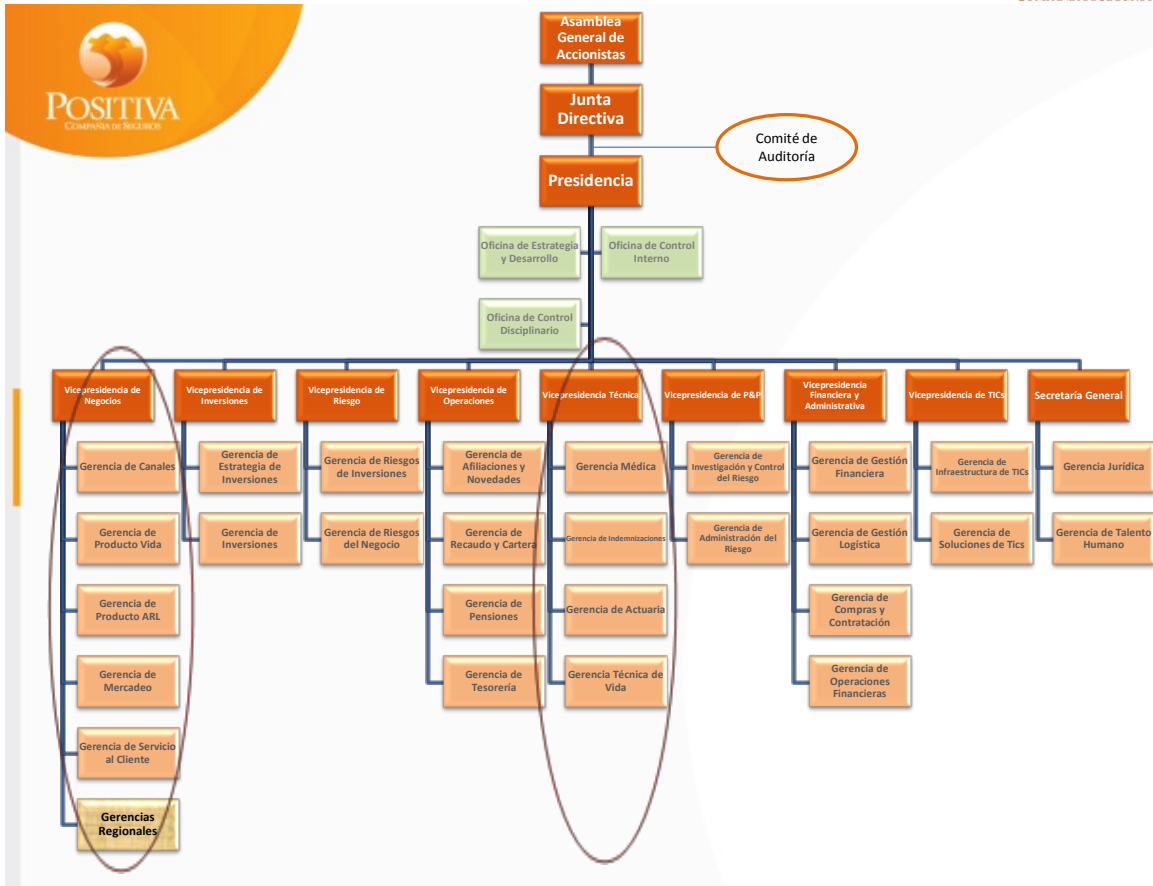 POSITIVA
COMPAÑIA DE SEGUROS
Asamblea
General de
Accionistas
Junta
Directiva
Comité de
Auditoría
Presidencia
Oficina de Estrategia
y Desarrollo
Oficina de Control
Interno
Oficina de Control
Disciplinario
Vicepresidencia de
Negocios
Vicepresidencia de
Inversiones
Vicepresidencia de
Riesgo
Vicepresidencia de
Operaciones
Vicepresidencia Técnica
Vicepresidencia de P&P
Vicepresidencia
Financiera y
Administrativa
Vicepresidencia de TICs
Secretaría General
Gerencia de Canales
Gerencia de
Estrategia de
Inversiones
Gerencia de Riesgos
de Inversiones
Gerencia de
Afiliaciones y
Novedades
Gerencia Médica
Gerencia de
Investigación y Control
del Riesgo
Gerencia de Gestión
Financiera
Gerencia de
Infraestructura de TICs
Gerencia Jurídica
Gerencia de
Producto Vida
Gerencia de
Inversiones
Gerencia de Riesgos
del Negocio
Gerencia de
Recaudo y Cartera
Gerencia de Indemnizaciones
Gerencia de
Administración del
Riesgo
Gerencia de Gestión
Logística
Gerencia de
Soluciones de Tics
Gerencia de Talento
Humano
Gerencia de
Producto ARL
Gerencia de
Pensiones
Gerencia de Actuaria
Gerencia de
Compras y
Contratación
Gerencia de
Mercadeo
Gerencia de
Tesorería
Gerencia Técnica de
Vida
Gerencia de
Operaciones
Financieras
Gerencia de Servicio
al Cliente
Gerencias
Regionales